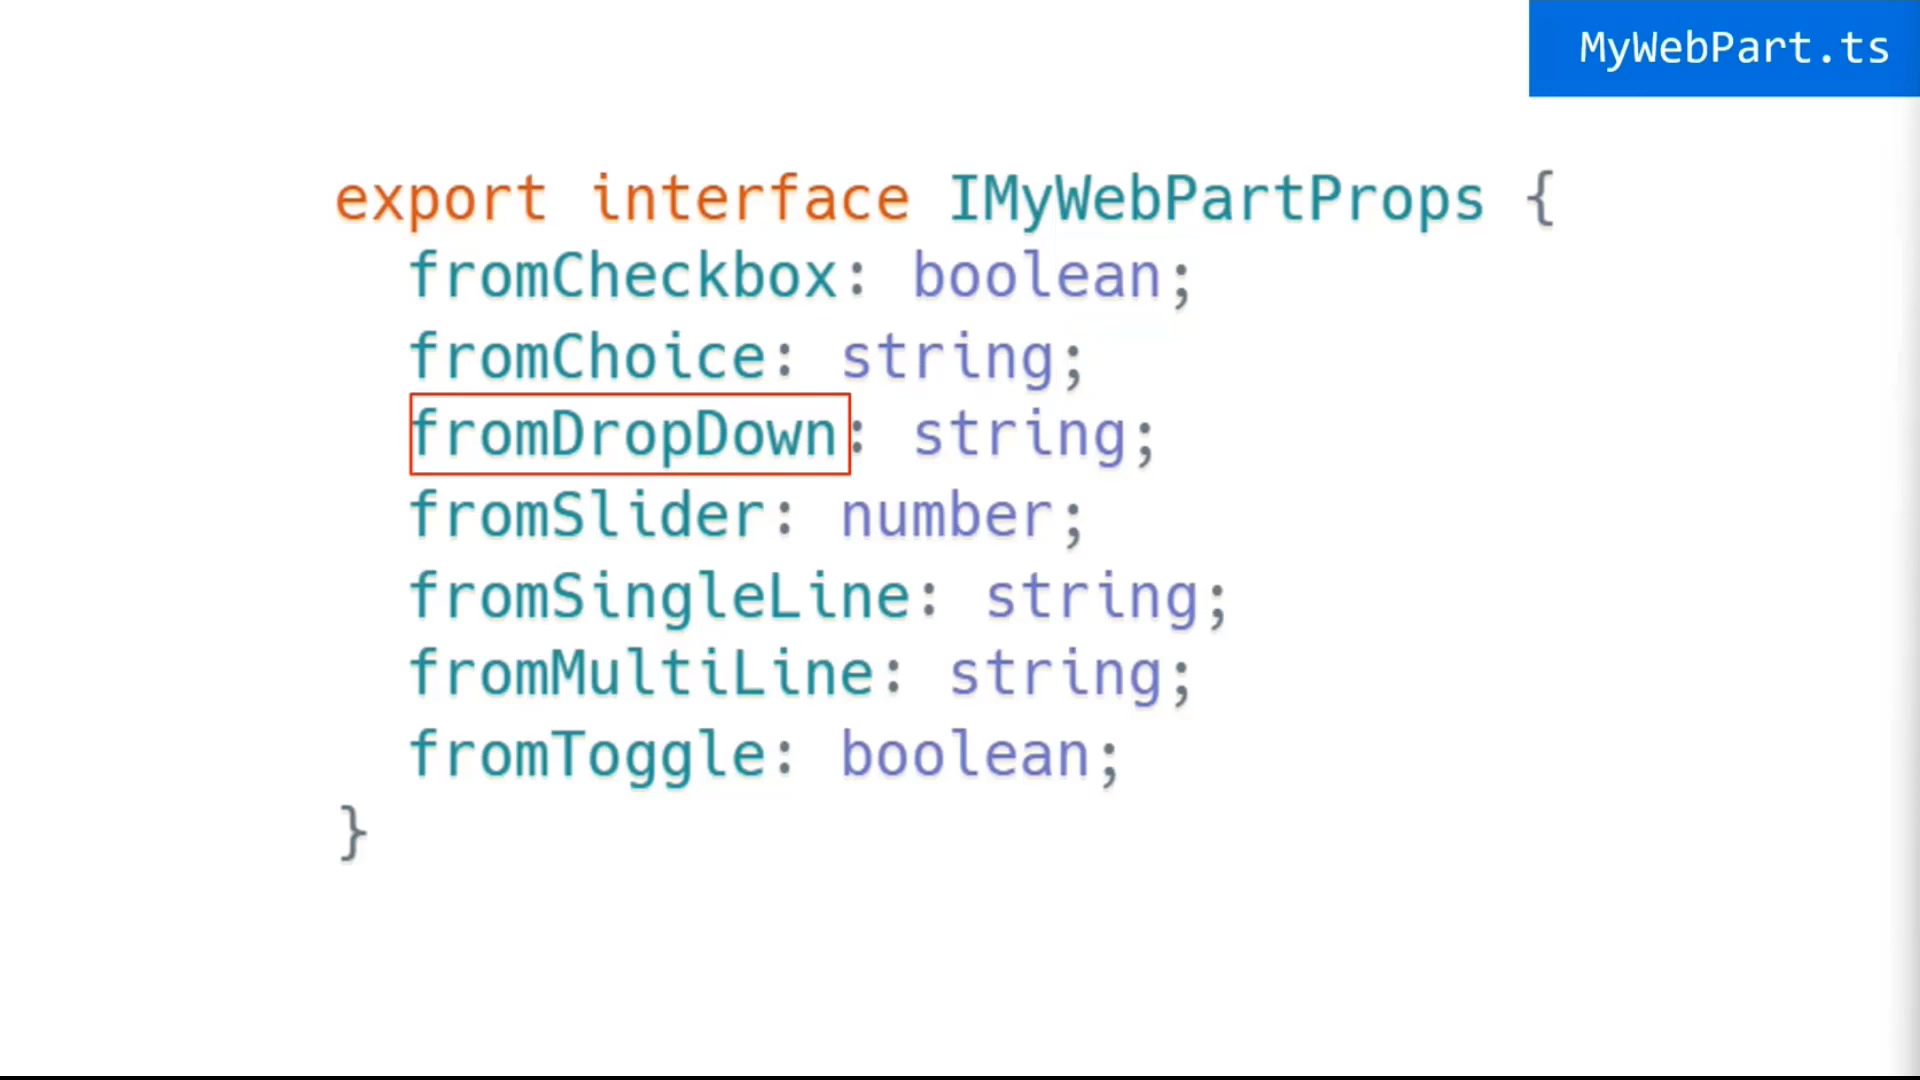 MyWebPart.ts
export interface IMyWebPartProps {
fromCheckbox: boolean;
fromChoice: string;
fromDropDown: string;
fromSlider: number;
fromSingleLine: string;
fromMultiLine: string;
fromToggle: boolean;
}